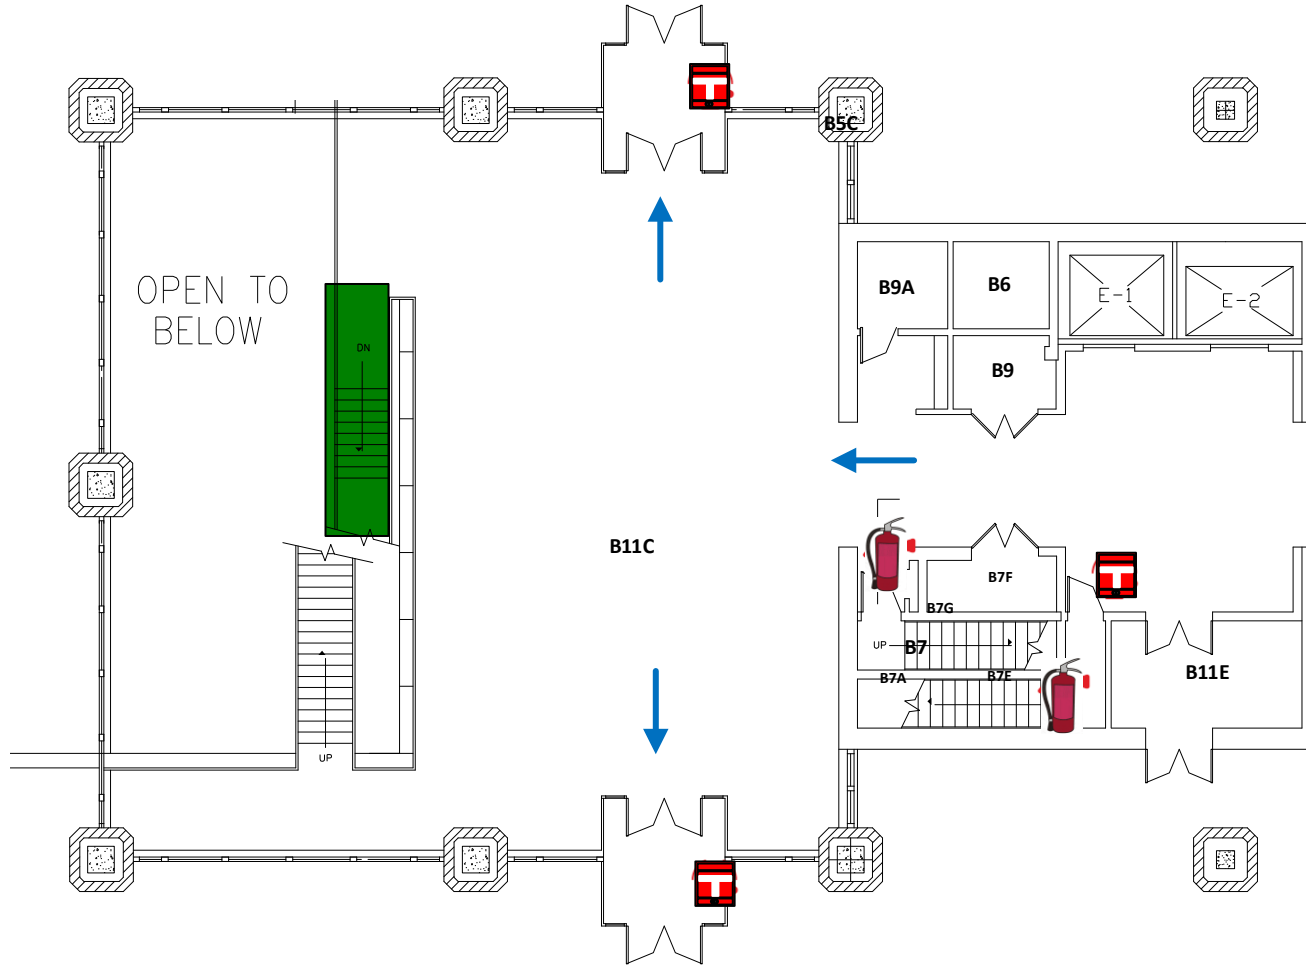 B5C
OPEN TO
BELOW
B9A
B6
E-1
E-2
DN
B9
B11C
B7F
B7G
UP
B7
B7A
B7E
B11E
UP